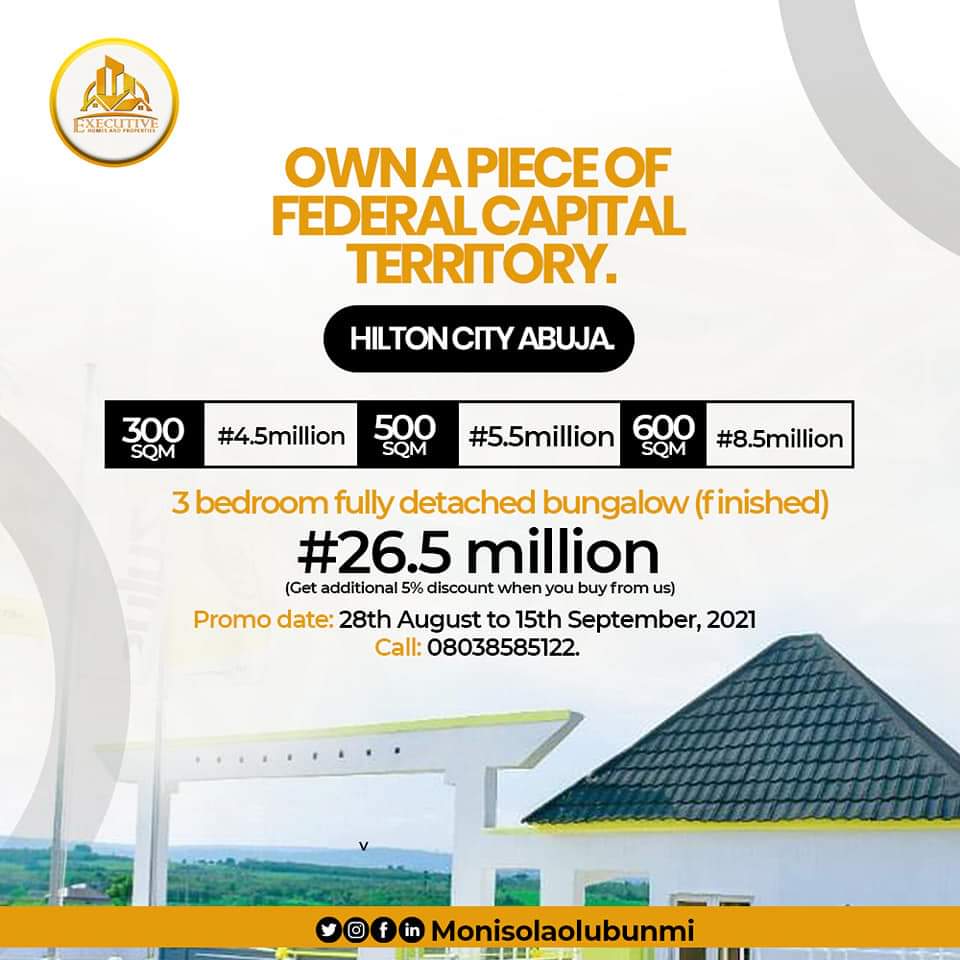 EXECUTIVE
HOMES AND PROPERTIES
OWN A PIECE OF
FEDERAL CAPITAL
TERRITORY.
HILTON CITY ABUJA.
300 SQM #4.5million 500 SQM #5.5million 600 SQM #8.5million
3 bedroom fully detached bungalow (finished)
#26.5 million
(Get additional 5% discount when you buy from us)
Promo date: 28th August to 15th September, 2021
Call: 08038585122.
v
Monisolaolubunmi